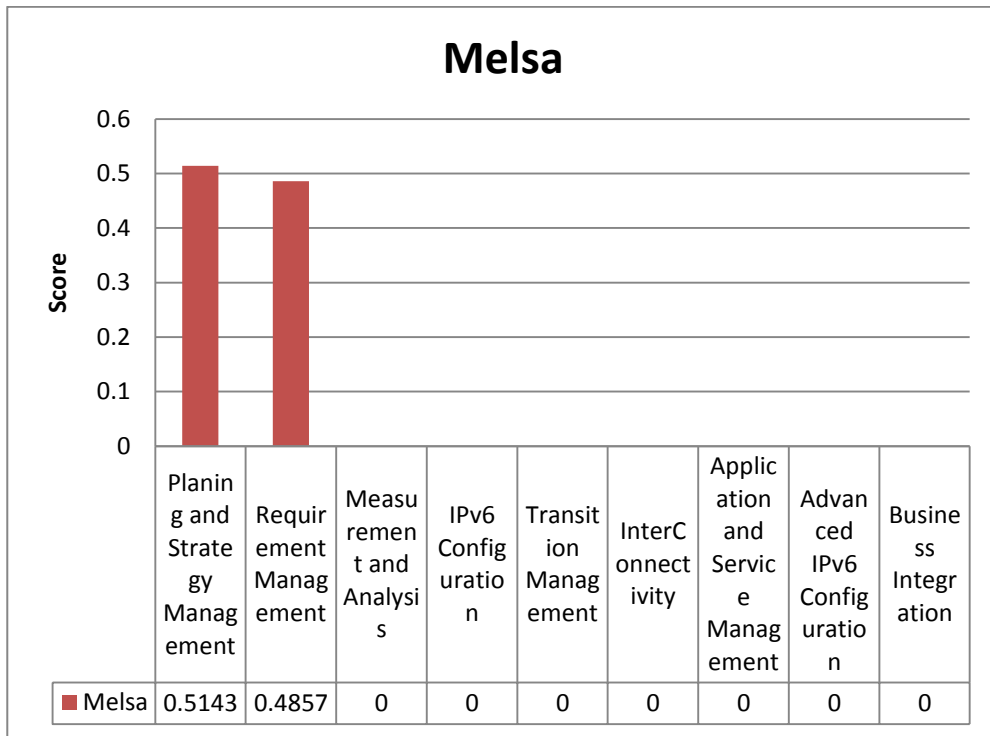 Melsa
Score
0.6
0.5
0.4
0.3
0.2
0.1
0
Planin
g and
Strate
gy
Manag
ement
Requir
ement
Manag
ement
Measu
remen
t and
Analysi
s
IPv6
Config
uratio
n
Transit
ion
Manag
ement
InterC
onnect
ivity
Applic
ation
and
Servic
e
Manag
ement
Advan
ced
IPv6
Config
uratio
n
Busine
ss
Integr
ation
Melsa 0.5143 0.4857 0 0 0 0 0 0 0